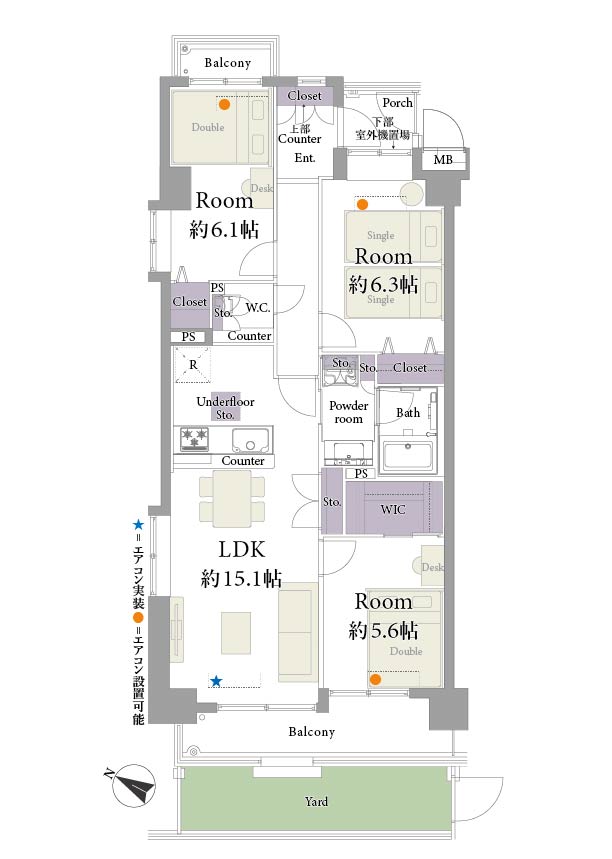 Balcony
Closet
Porch
Double
上部
Counter
下部
室外機置場
Ent.
MB
Desk
Room
約6.1帖
Single
Room
約6.3帖
Single
PS
Closet
Sto.
W.C.
PS
Counter
R
Sto.
Sto.
Closet
Underfloor
Sto.
Powder
room
Bath
Counter
PS
Sto.
WIC
LDK
約15.1帖
Desk
Room
約5.6帖
Double
★=エアコン実装●=エアコン設置可能
Balcony
N
Yard